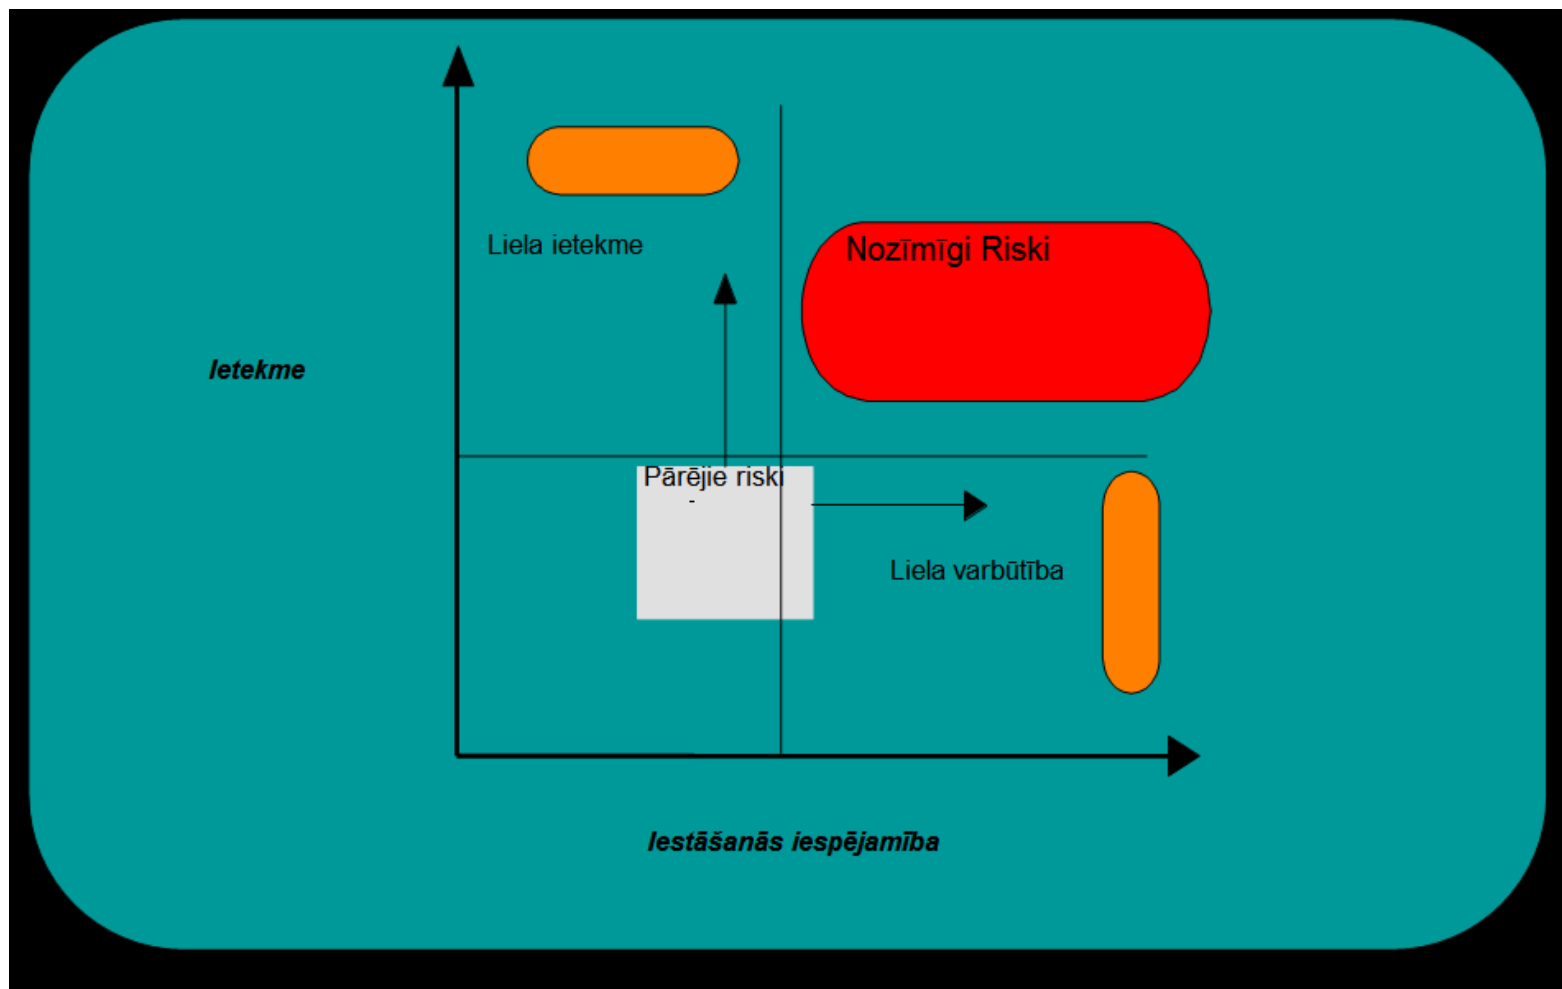 Liela ietekme
Nozīmīgi Riski
Ietekme
Pārējie riski
-
Liela varbūtība
Iestāšanās iespējamība